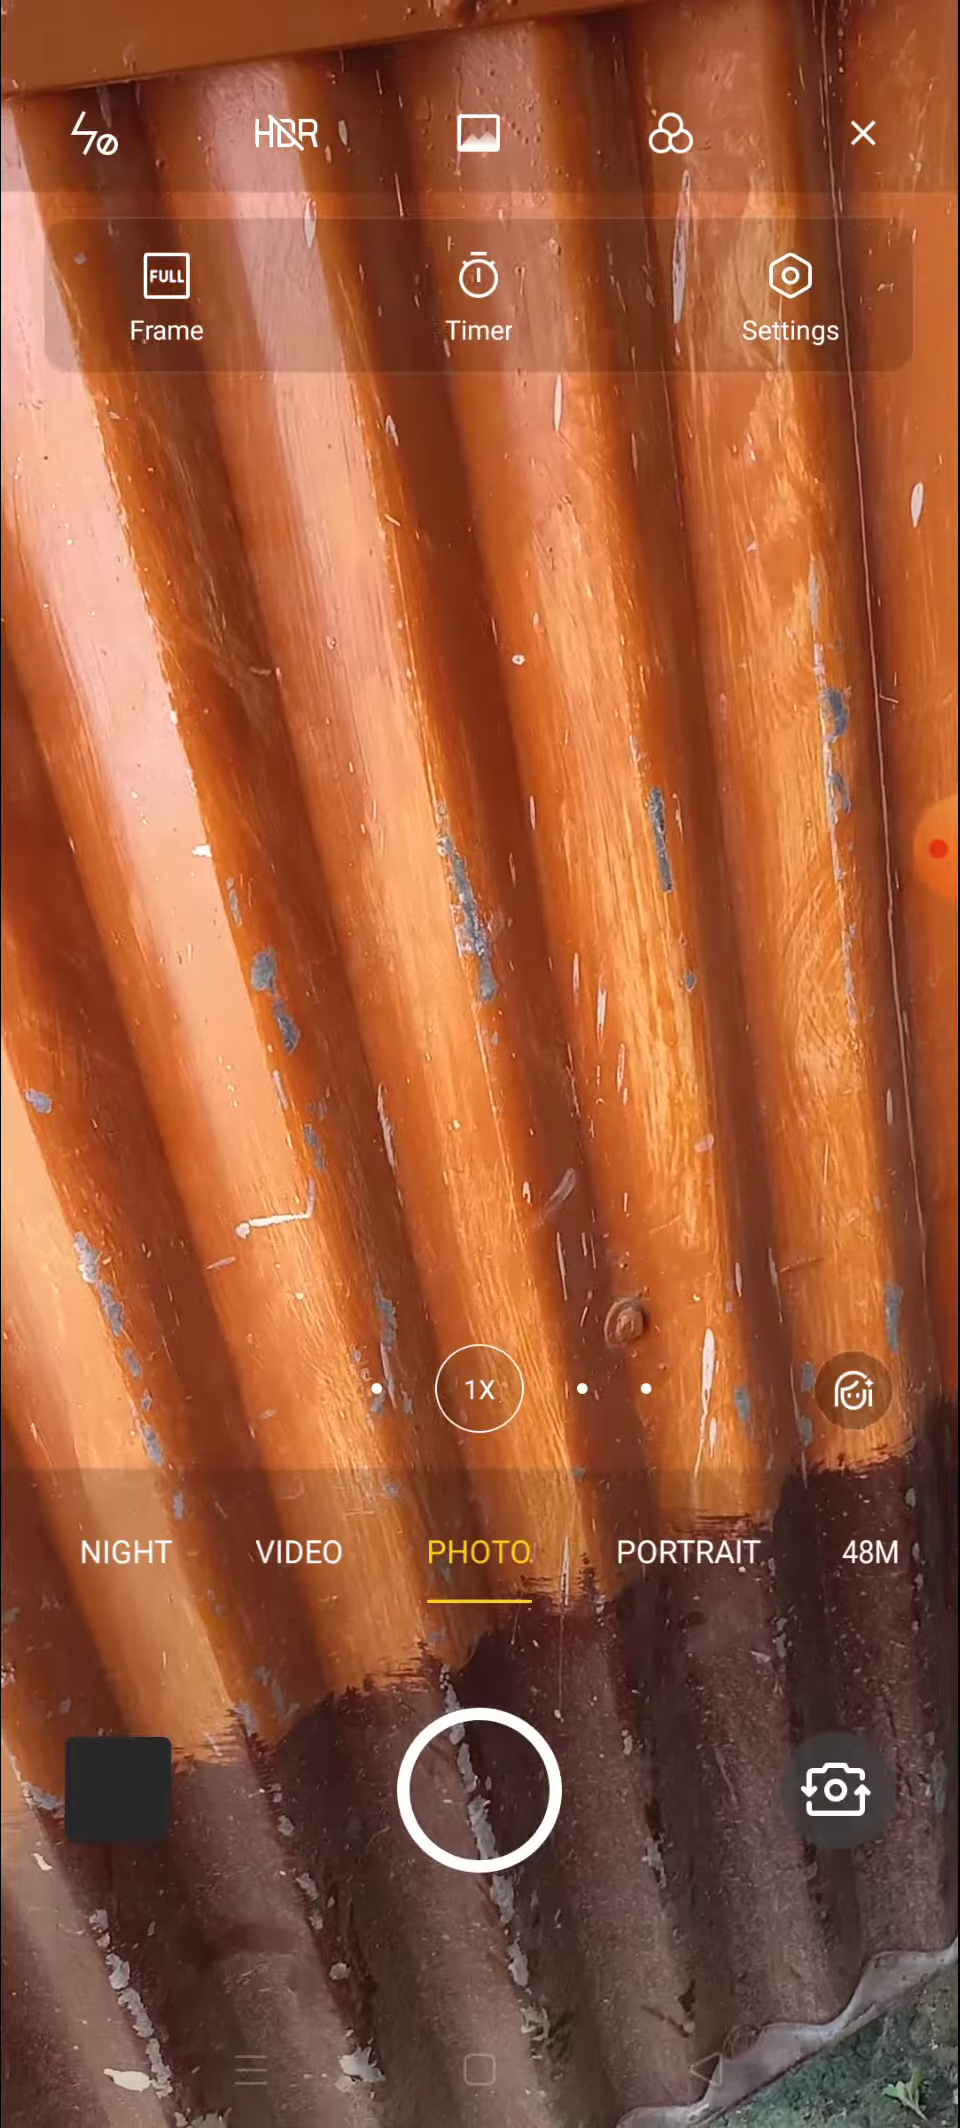 HDR
FULL
Frame
Timer
Settings
1X
NIGHT
VIDEO
PHOTO
PORTRAIT
48M